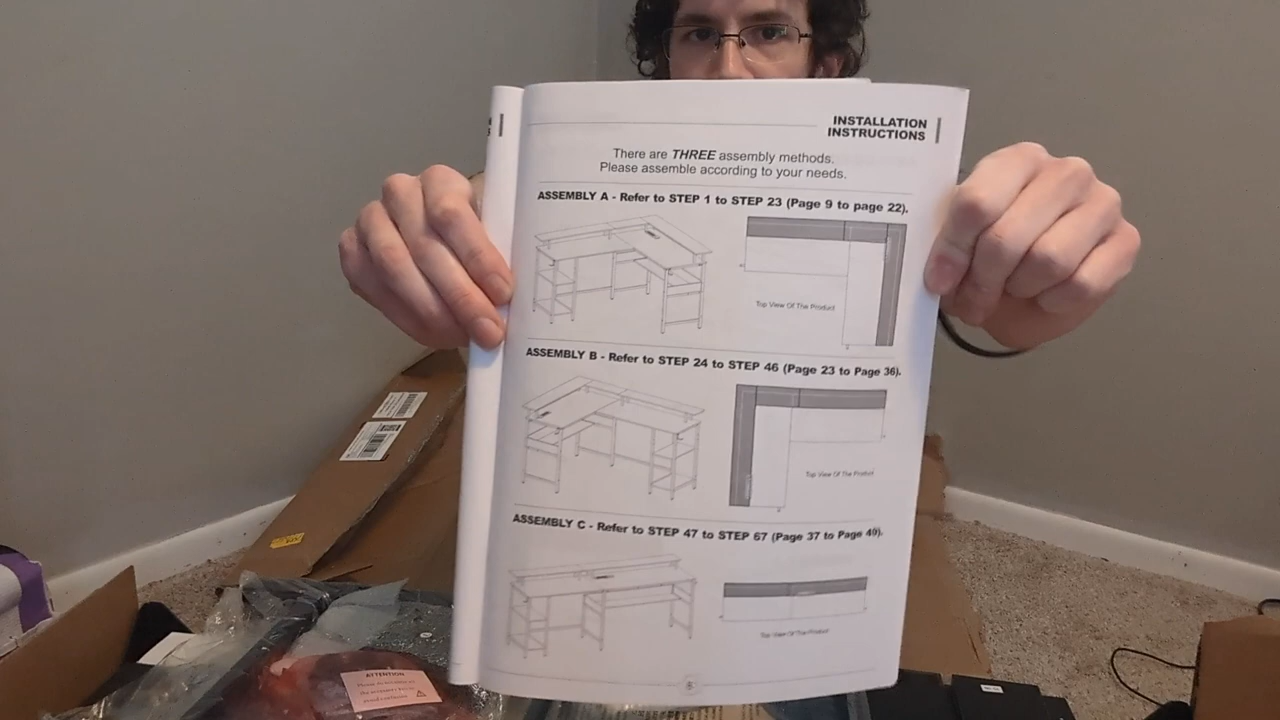 INSTALLATION
INSTRUCTIONS
There are THREE assembly methods.
Please assemble according to your needs.
ASSEMBLY A - Refer to STEP 1 to STEP 23 (Page 9 to page 22).
Top View Of The Product
ASSEMBLY B - Refer to STEP 24 to STEP 46 (Page 23 to Page 36).
Top View Of The Product
ASSEMBLY C - Refer to STEP 47 to STEP 67 (Page 37 to Page 49).
Top View Of The Product
ATTENTION